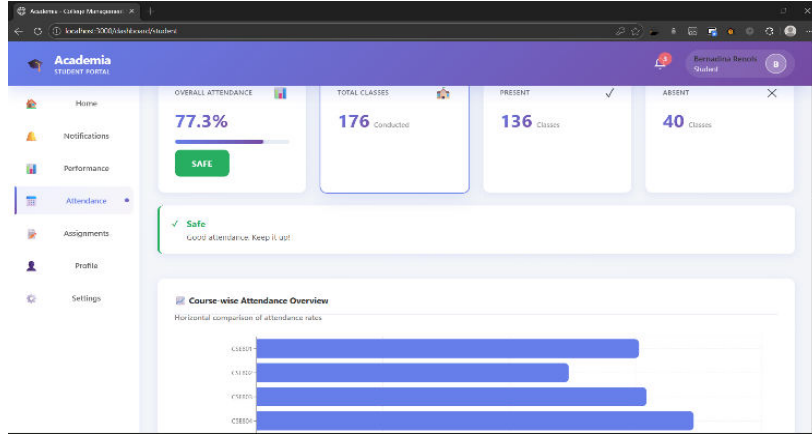 Academia - College Management
localhost:3000/dashboard/student
Academia
STUDENT PORTAL
Bernadina Benobi
Student
B
Home
Notifications
Performance
Attendance
Assignments
Profile
Settings
OVERALL ATTENDANCE
77.3%
SAFE
TOTAL CLASSES
176 Conducted
PRESENT
136 Classes
ABSENT
40 Classes
✓ Safe
Good attendance. Keep it up!
Course-wise Attendance Overview
Horizontal comparison of attendance rates